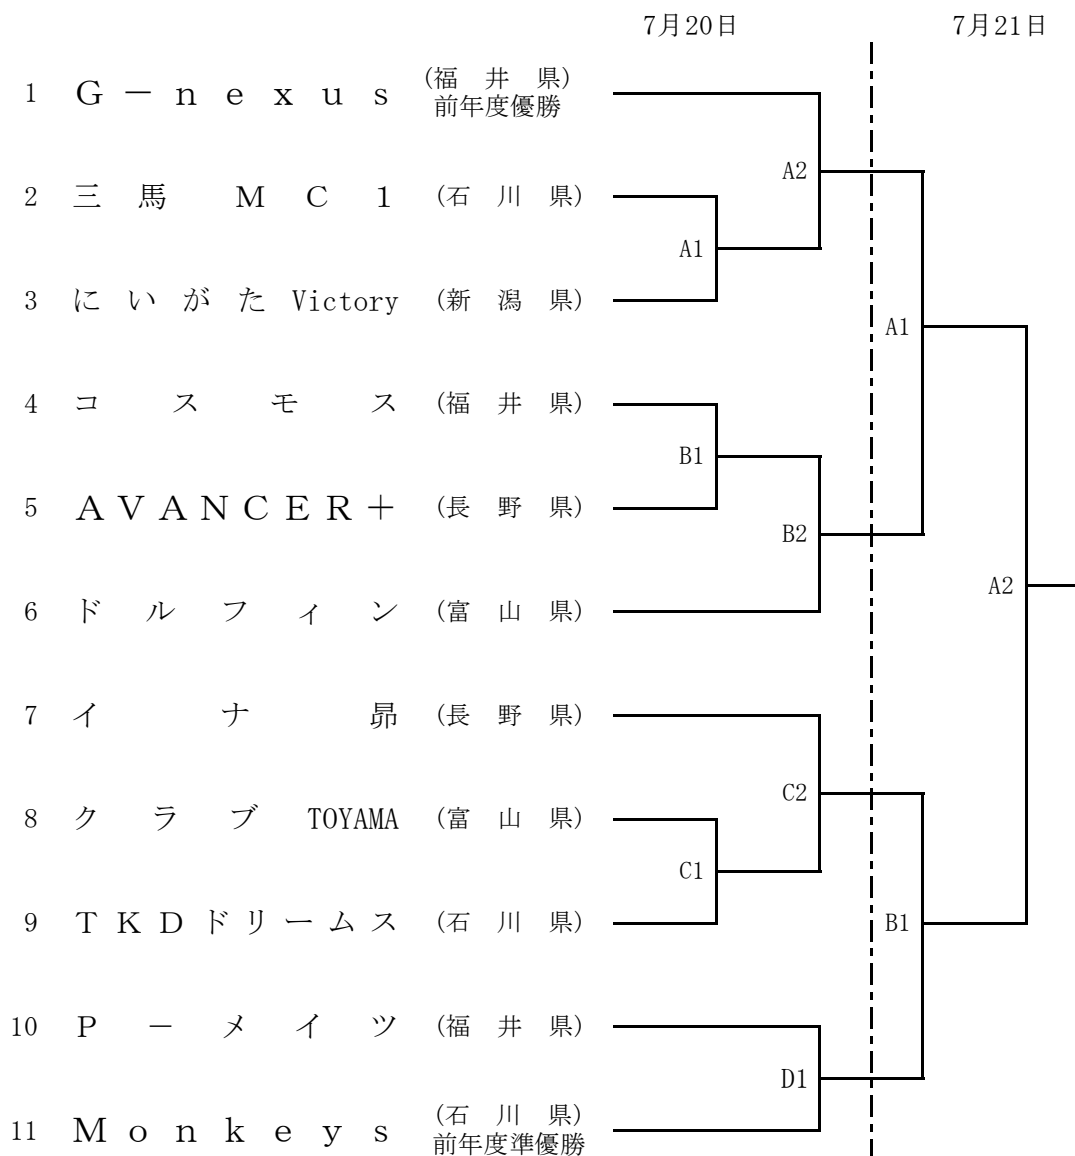 7月20日 7月21日
1 G－nexus (福井県)
前年度優勝
A2
2 三馬MC1 (石川県)
A1
3 にいがたVictory (新潟県)
A1
4 コスモス (福井県)
B1
5 AVANCER＋ (長野県)
B2
A2
6 ドルフィン (富山県)
7 イナ昴 (長野県)
C2
8 クラブTOYAMA (富山県)
C1
9 TKDドリームス (石川県)
B1
10 P－メイツ (福井県)
D1
11 Monkeys (石川県)
前年度準優勝